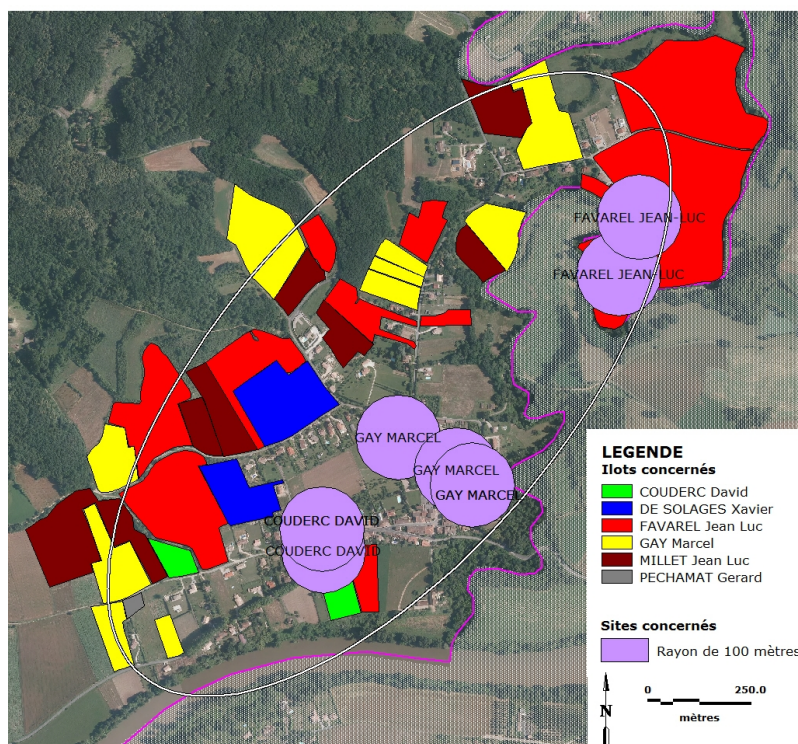 FAVAREL JEAN-LUC
FAVAREL JEAN-LUC
GAY MARCEL
GAY MARCEL
GAY MARCEL
COUDERC DAVID
COUDERC DAVID
LEGENDE
Ilots concernés
COUDERC David
DE SOLAGES Xavier
FAVAREL Jean Luc
GAY Marcel
MILLET Jean Luc
PECHAMAT Gerard
Sites concernés
Rayon de 100 mètres
0 250.0
N
mètres